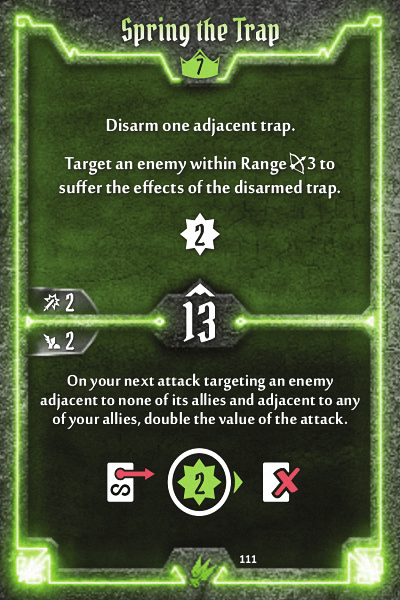 Spring the Trap
7
Disarm one adjacent trap.
Target an enemy within Range 3 to
suffer the effects of the disarmed trap.
2
2
13
2
On your next attack targeting an enemy
adjacent to none of its allies and adjacent to any
of your allies, double the value of the attack.
2
111